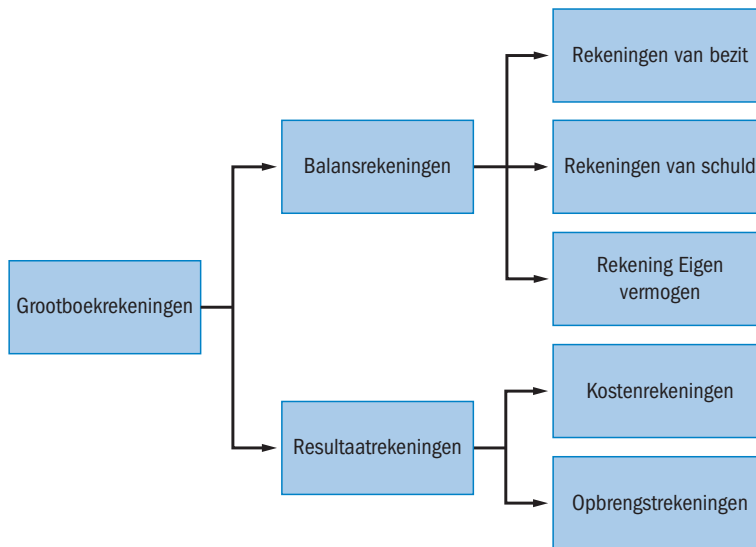 Rekeningen van bezit
Balansrekeningen
Rekeningen van schuld
Rekening Eigen
vermogen
Grootboekrekeningen
Kostenrekeningen
Resultaatrekeningen
Opbrengstrekeningen